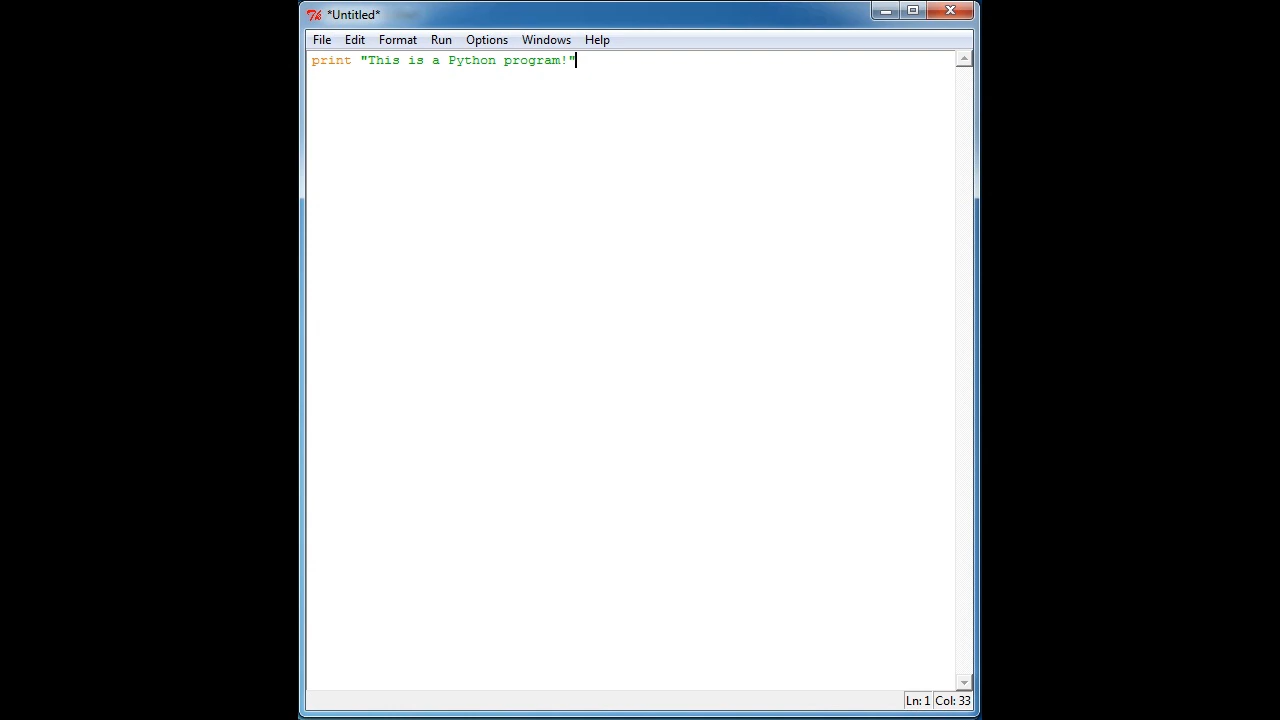 *Untitled*
File Edit Format Run Options Windows Help
print "This is a Python program!"
Ln: 1 Col: 33